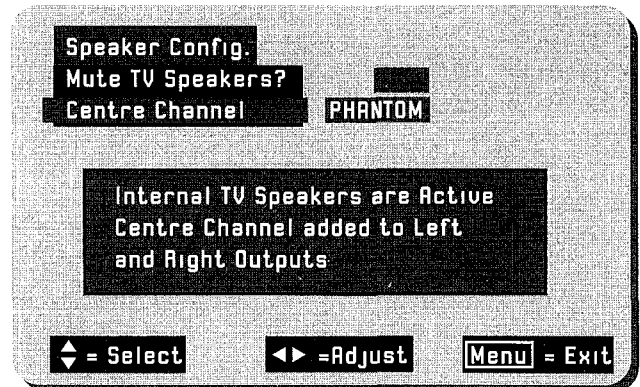 Speaker Config.
Mute TV Speakers?
Centre Channel PHANTOM
Internal TV Speakers are Active
Centre Channel added to Left
and Right Outputs
= Select ◄► =Adjust Menu = Exit